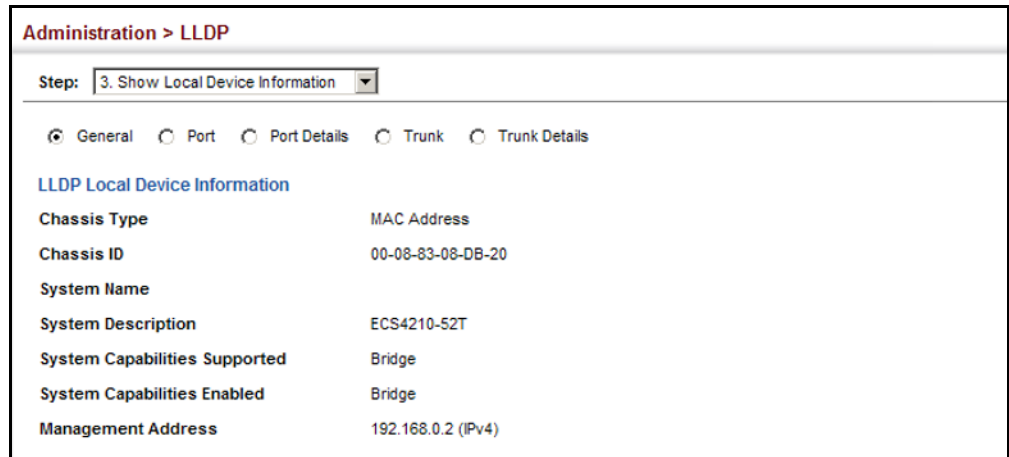 Administration > LLDP
Step: 3. Show Local Device Information
General Port Port Details Trunk Trunk Details
LLDP Local Device Information
Chassis Type MAC Address
Chassis ID 00-08-83-08-DB-20
System Name
System Description ECS4210-52T
System Capabilities Supported Bridge
System Capabilities Enabled Bridge
Management Address 192.168.0.2 (IPv4)